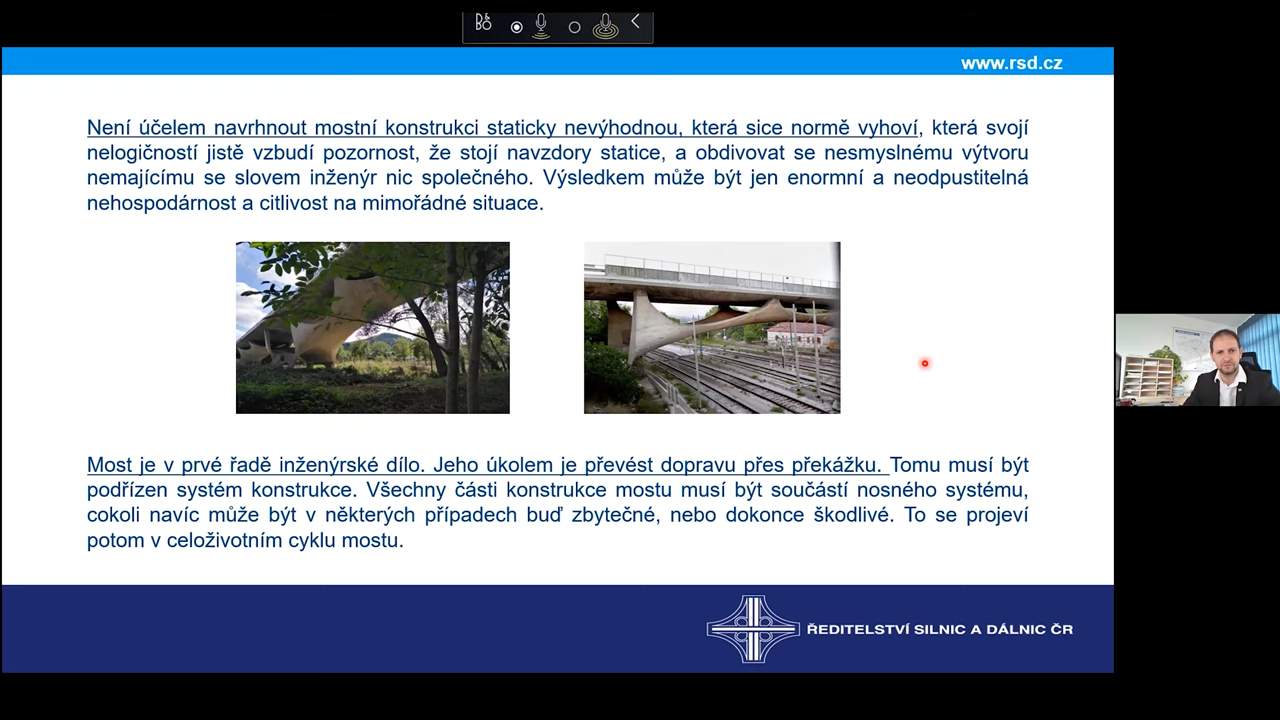 www.rsd.cz
Není účelem navrhnout mostní konstrukci staticky nevýhodnou, která sice normě vyhoví, která svojí
nelogičností jistě vzbudí pozornost, že stojí navzdory statice, a obdivovat se nesmyslnému výtvoru
nemajícímu se slovem inženýr nic společného. Výsledkem může být jen enormní a neodpustitelná
nehospodárnost a citlivost na mimořádné situace.
Most je v prvé řadě inženýrské dílo. Jeho úkolem je převést dopravu přes překážku. Tomu musí být
podřízen systém konstrukce. Všechny části konstrukce mostu musí být součástí nosného systému,
cokoli navíc může být v některých případech buď zbytečné, nebo dokonce škodlivé. To se projeví
potom v celoživotním cyklu mostu.
ŘEDITELSTVÍ SILNIC A DÁLNIC ČR